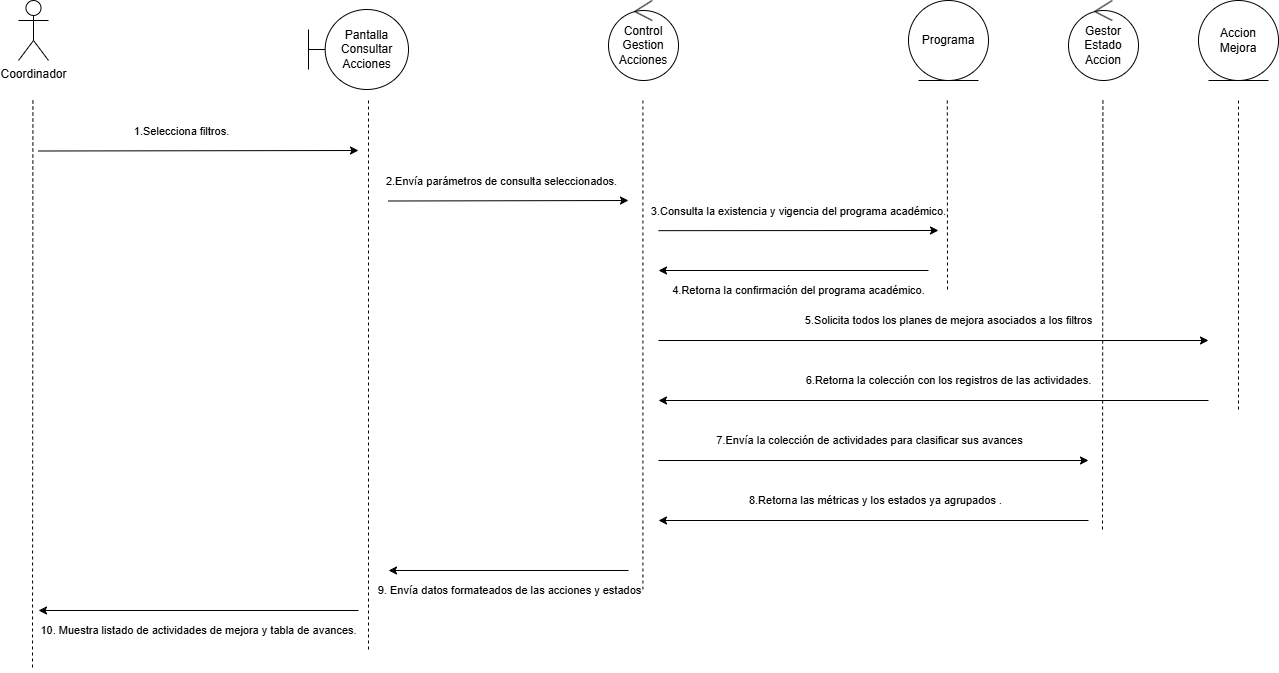 Coordinador
Pantalla
Consultar
Acciones
Control
Gestion
Acciones
Programa
Gestor
Estado
Accion
Accion
Mejora
1.Selecciona filtros.
2.Envía parámetros de consulta seleccionados.
3.Consulta la existencia y vigencia del programa académico.
4.Retorna la confirmación del programa académico.
5.Solicita todos los planes de mejora asociados a los filtros
6.Retorna la colección con los registros de las actividades.
7.Envía la colección de actividades para clasificar sus avances
8.Retorna las métricas y los estados ya agrupados .
9. Envía datos formateados de las acciones y estados
10. Muestra listado de actividades de mejora y tabla de avances.